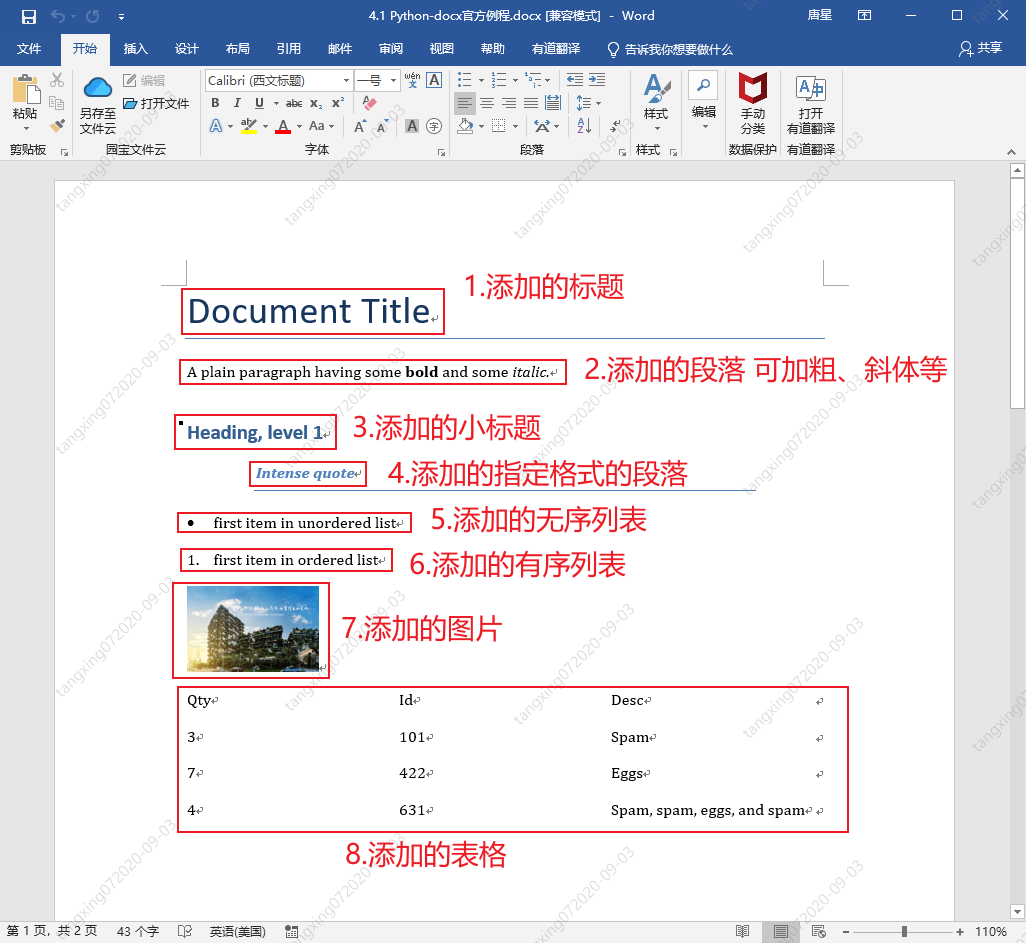 4.1 Python-docx官方例程.docx [兼容模式] - Word
唐星
文件 开始 插入 设计 布局 引用 邮件 审阅 视图 帮助 有道翻译 告诉我你想要做什么 共享
粘贴
另存至
文件云
编辑
打开文件
Calibri (西文标题) 一号 wén 文 A
B I U abc x₂ x²
A aby A Aa A A A 字
样式
编辑
手动
分类
打开
有道翻译
剪贴板 园宝文件云 字体 段落 样式 数据保护 有道翻译
1.添加的标题
Document Title
A plain paragraph having some bold and some italic.
2.添加的段落 可加粗、斜体等
Heading, level 1
3.添加的小标题
Intense quote
4.添加的指定格式的段落
• first item in unordered list
5.添加的无序列表
1. first item in ordered list
6.添加的有序列表
7.添加的图片
Qty Id Desc
3 101 Spam
7 422 Eggs
4 631 Spam, spam, eggs, and spam
8.添加的表格
tangxing072020-09-03
第 1 页，共 2 页 43 个字 英语(美国) 110%